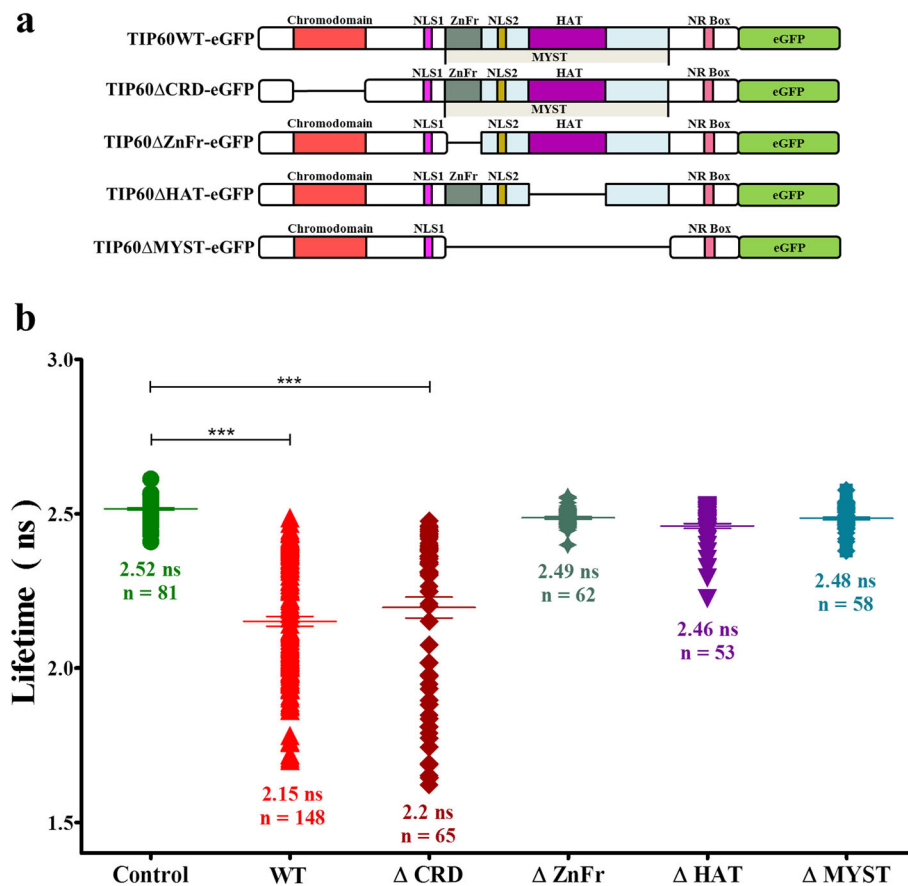 a
Chromodomain NLS1 ZnFr NLS2 HAT NR Box
TIP60WT-eGFP eGFP
MYST
NLS1 ZnFr NLS2 HAT NR Box
TIP60ΔCRD-eGFP eGFP
MYST
Chromodomain NLS1 NLS2 HAT NR Box
TIP60ΔZnFr-eGFP eGFP
Chromodomain NLS1 ZnFr NLS2 NR Box
TIP60ΔHAT-eGFP eGFP
Chromodomain NLS1 NR Box
TIP60ΔMYST-eGFP eGFP
b
Lifetime ( ns )
3.0
2.5
2.0
1.5
***
***
2.52 ns
n = 81
2.15 ns
n = 148
2.2 ns
n = 65
2.49 ns
n = 62
2.46 ns
n = 53
2.48 ns
n = 58
Control WT Δ CRD Δ ZnFr Δ HAT Δ MYST